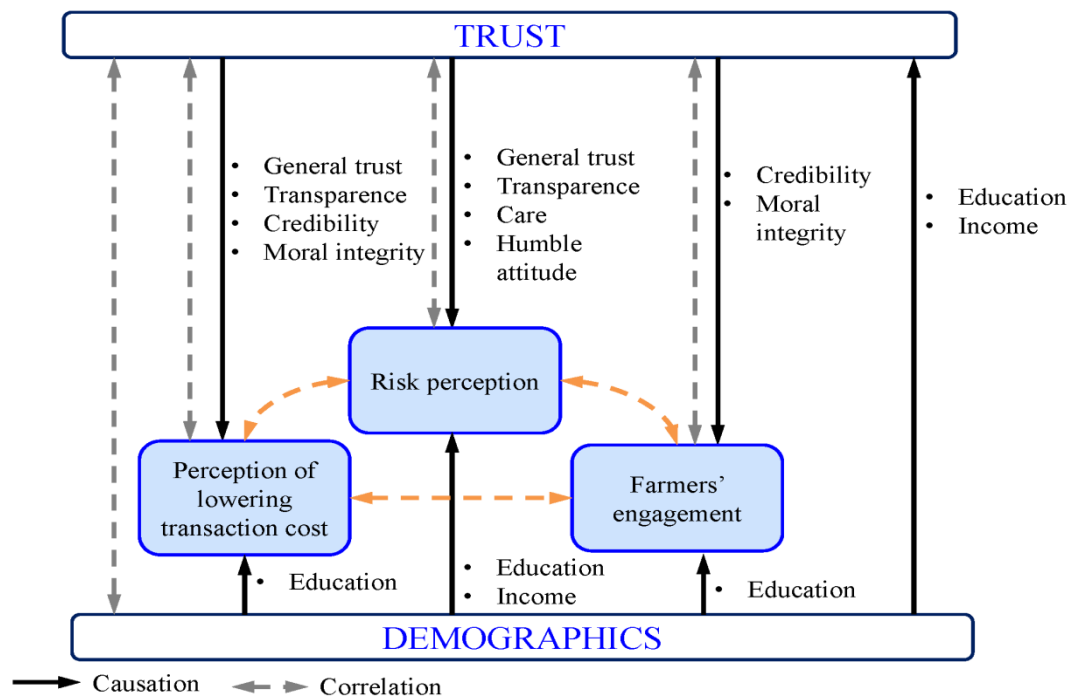 TRUST
• General trust
• Transparence
• Credibility
• Moral integrity
• General trust
• Transparence
• Care
• Humble
attitude
• Credibility
• Moral
integrity
• Education
• Income
Risk perception
Perception of
lowering
transaction cost
Farmers'
engagement
• Education
• Education
• Income
• Education
DEMOGRAPHICS
Causation
Correlation